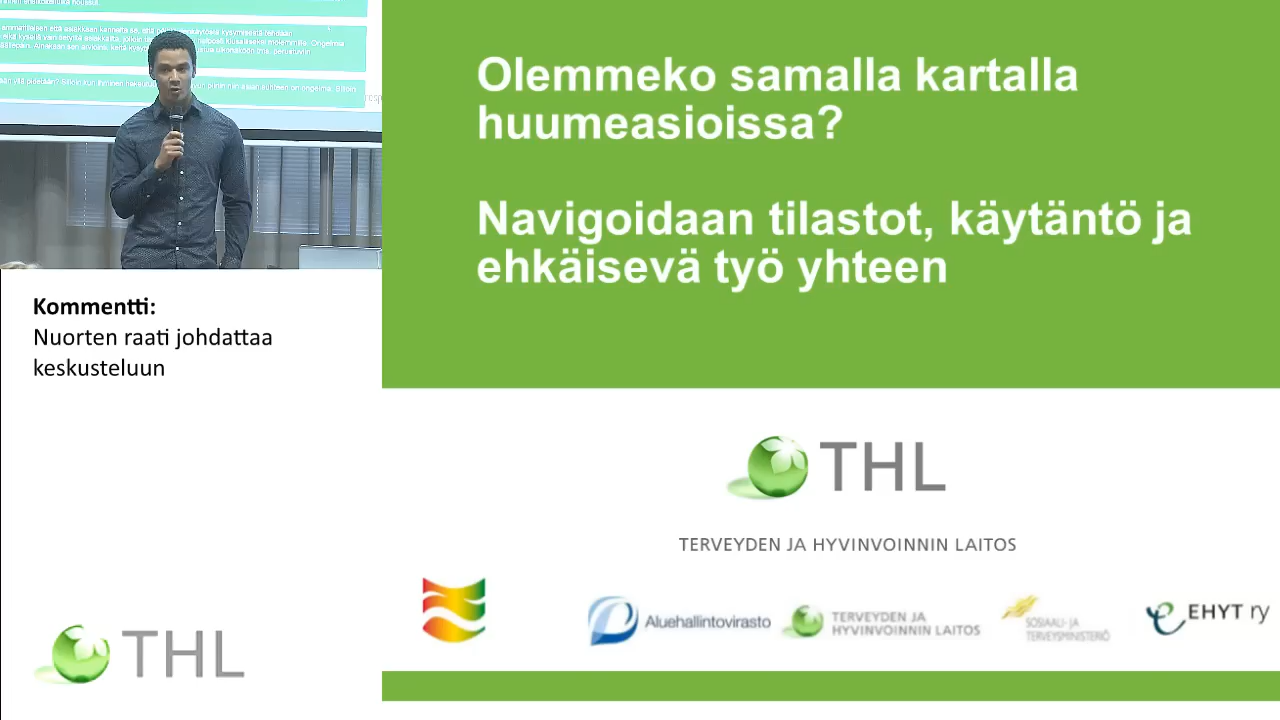 Kommentti:
Nuorten raati johdattaa
keskusteluun
THL
Olemmeko samalla kartalla
huumeasioissa?
Navigoidaan tilastot, käytäntö ja
ehkäisevä työ yhteen
THL
TERVEYDEN JA HYVINVOINNIN LAITOS
Aluehallintovirasto
TERVEYDEN JA
HYVINVOINNIN LAITOS
SOSIAALI- JA
TERVEYSMINISTERIÖ
EHYT ry